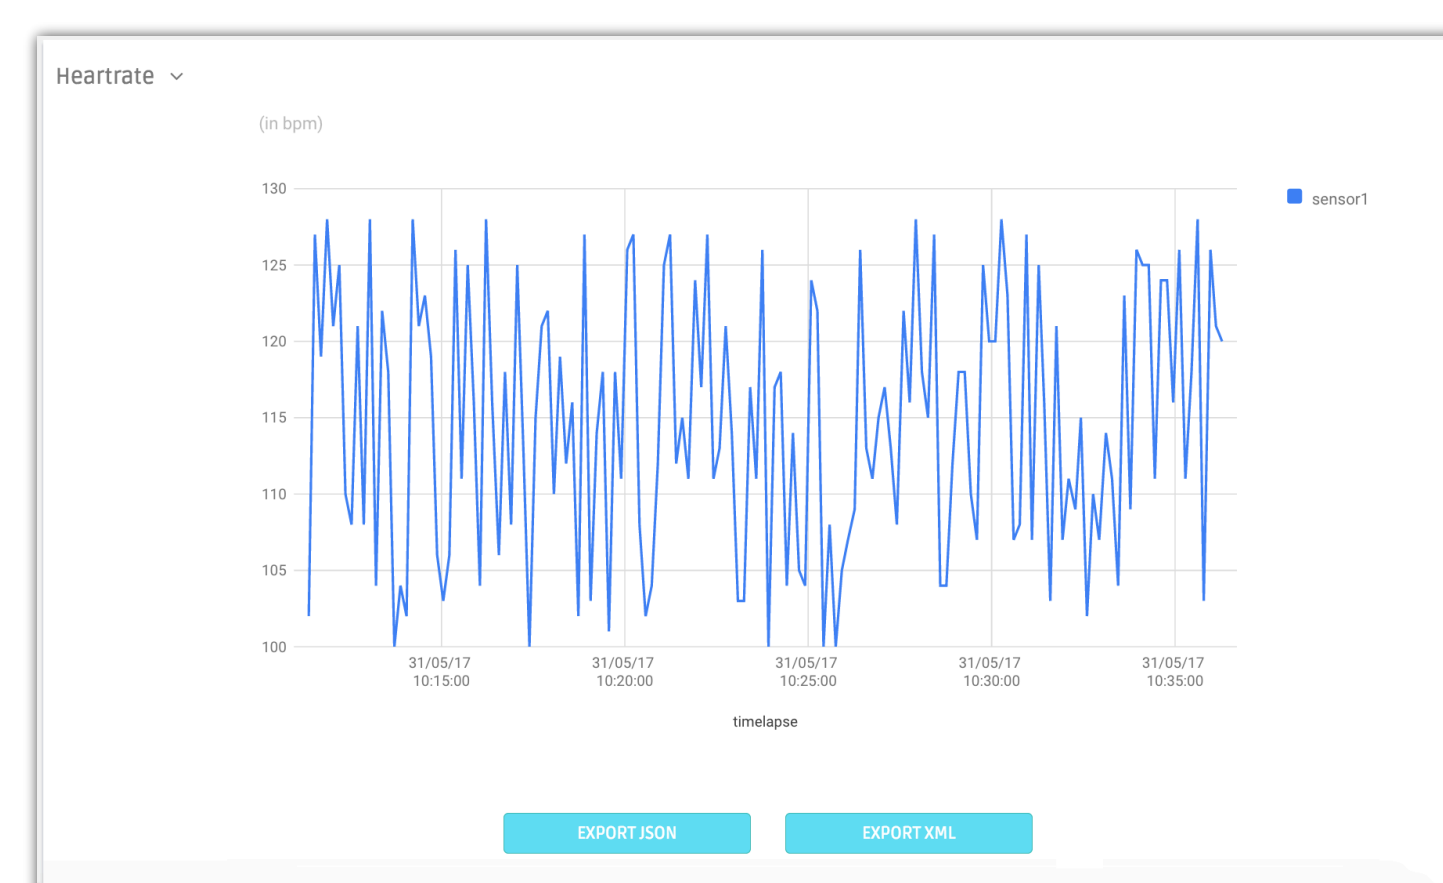 Heartrate
(in bpm)
130
125
120
115
110
105
100
sensor1
31/05/17 31/05/17 31/05/17 31/05/17 31/05/17
10:15:00 10:20:00 10:25:00 10:30:00 10:35:00
timelapse
EXPORT JSON EXPORT XML